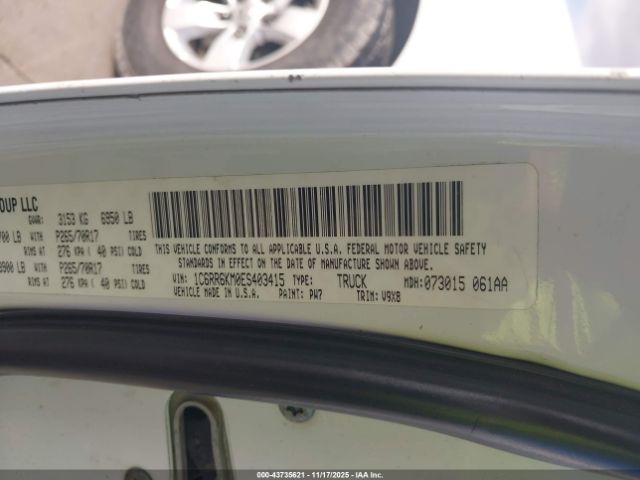 OUP LLC
GVWR: 3153 KG 6950 LB
700 LB WITH P265/70R17 TIRES
RIMS AT 276 KPA ( 40 PSI) COLD
3900 LB WITH P265/70R17 TIRES
RIMS AT 276 KPA ( 40 PSI) COLD
THIS VEHICLE CONFORMS TO ALL APPLICABLE U.S.A. FEDERAL MOTOR VEHICLE SAFETY
STANDARDS IN EFFECT ON THE DATE OF MANUFACTURE SHOWN ABOVE.
VIN: 1C6RR6KM0ES403415 TYPE: TRUCK MDH:073015 061AA
VEHICLE MADE IN U.S.A. PAINT: PW7 TRIM: V9X8
000-43735621 - 11/17/2025 - IAAI.COM